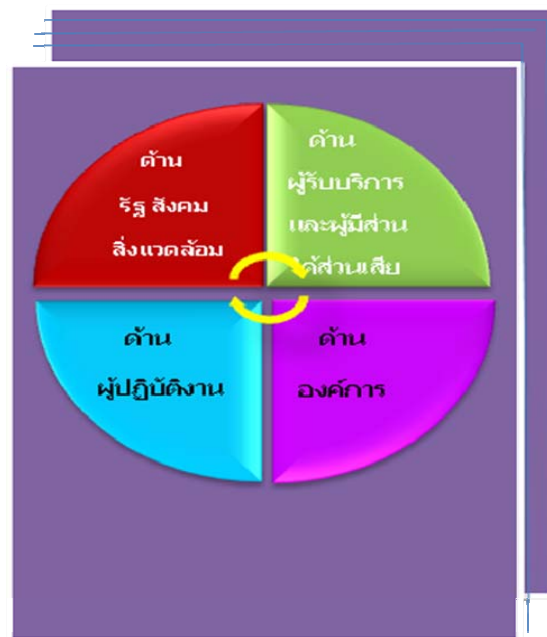 ด้าน
รัฐ สังคม
สิ่งแวดล้อม
ด้าน
ผู้รับบริการ
และผู้มีส่วน
ได้ส่วนเสีย
ด้าน
ผู้ปฏิบัติงาน
ด้าน
องค์การ